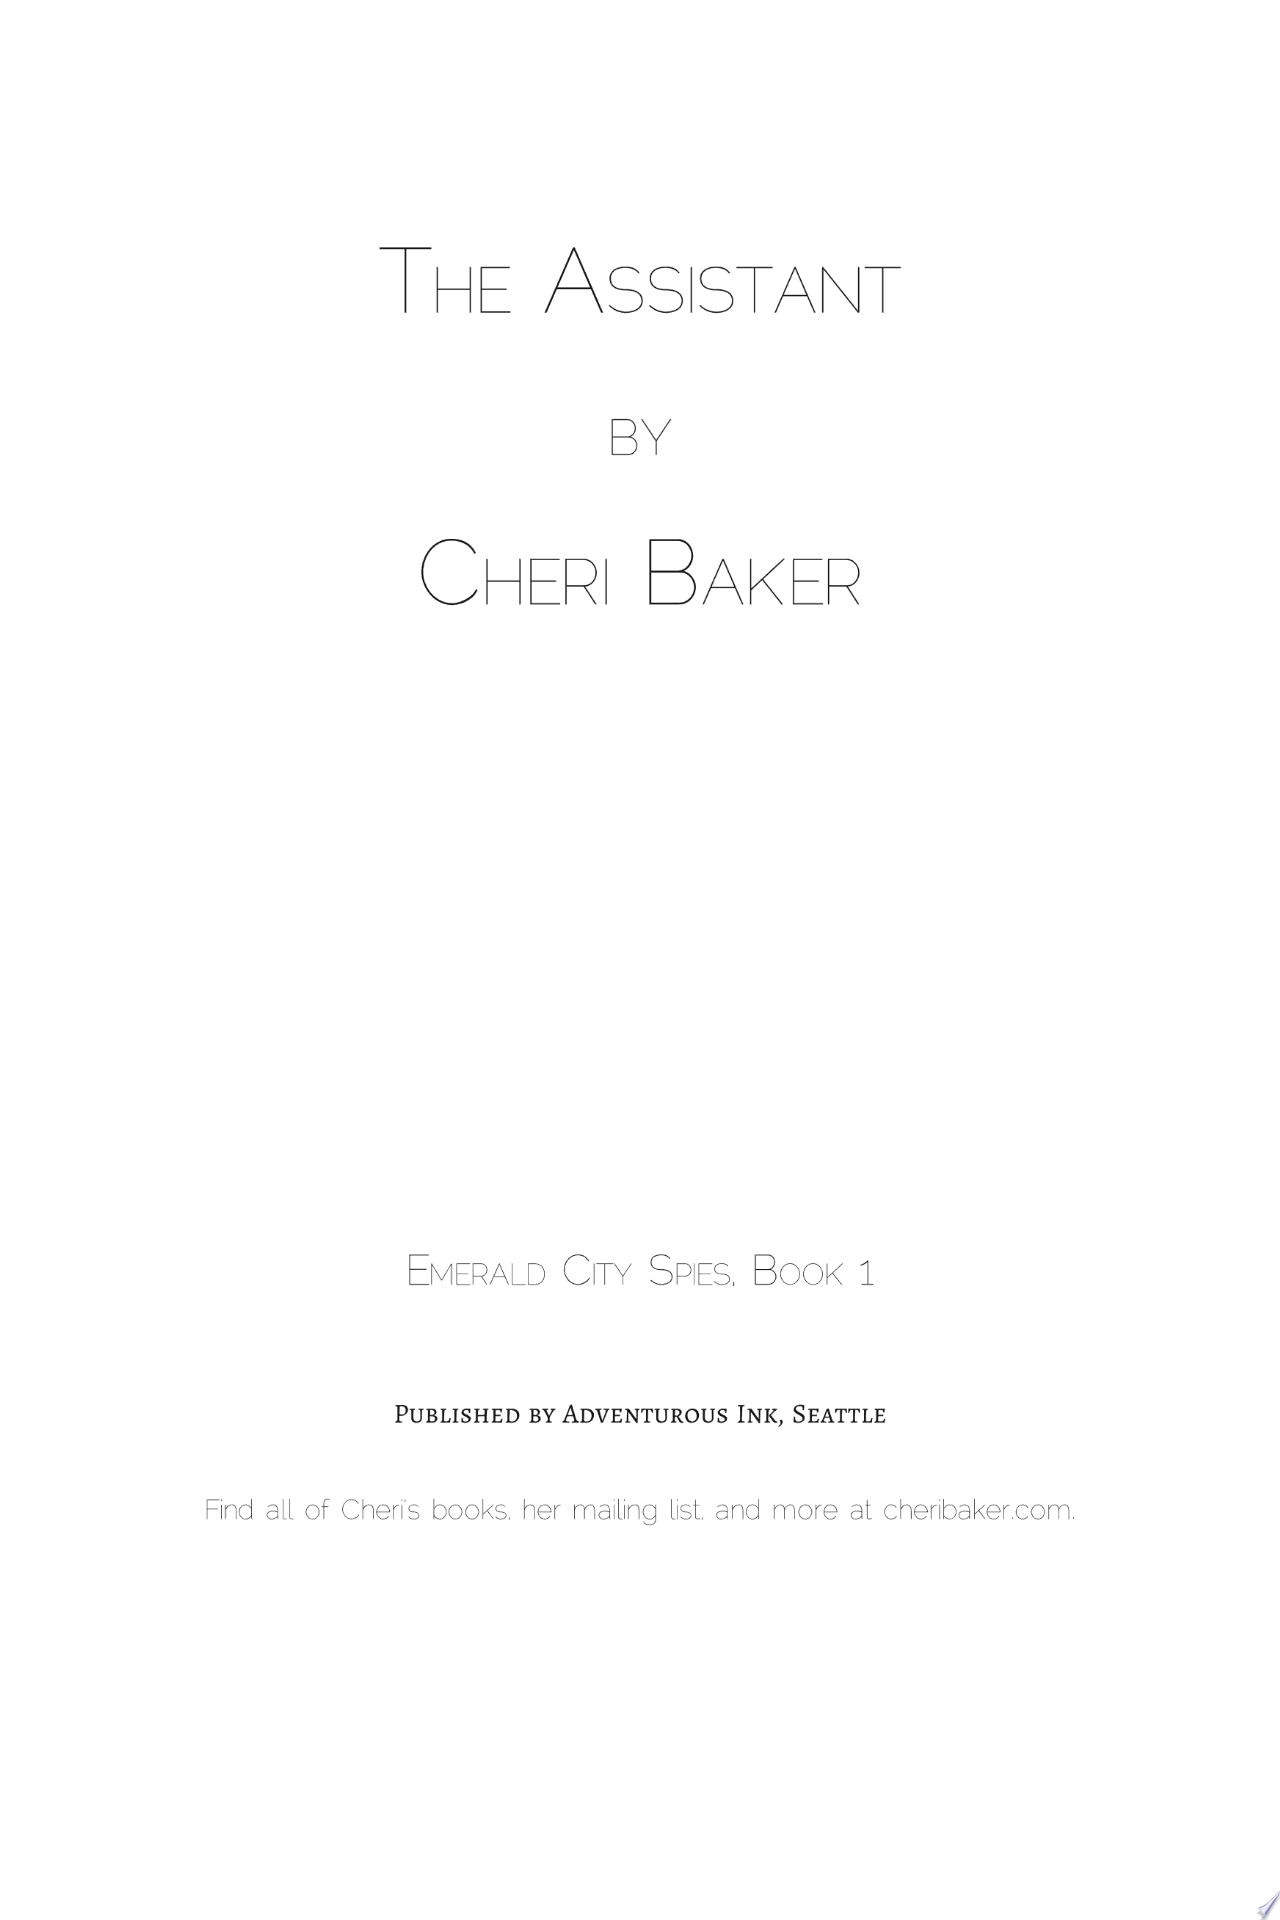 The Assistant
by
Cheri Baker
Emerald City Spies, Book 1
Published by Adventurous Ink, Seattle
Find all of Cheri's books, her mailing list, and more at cheribaker.com.